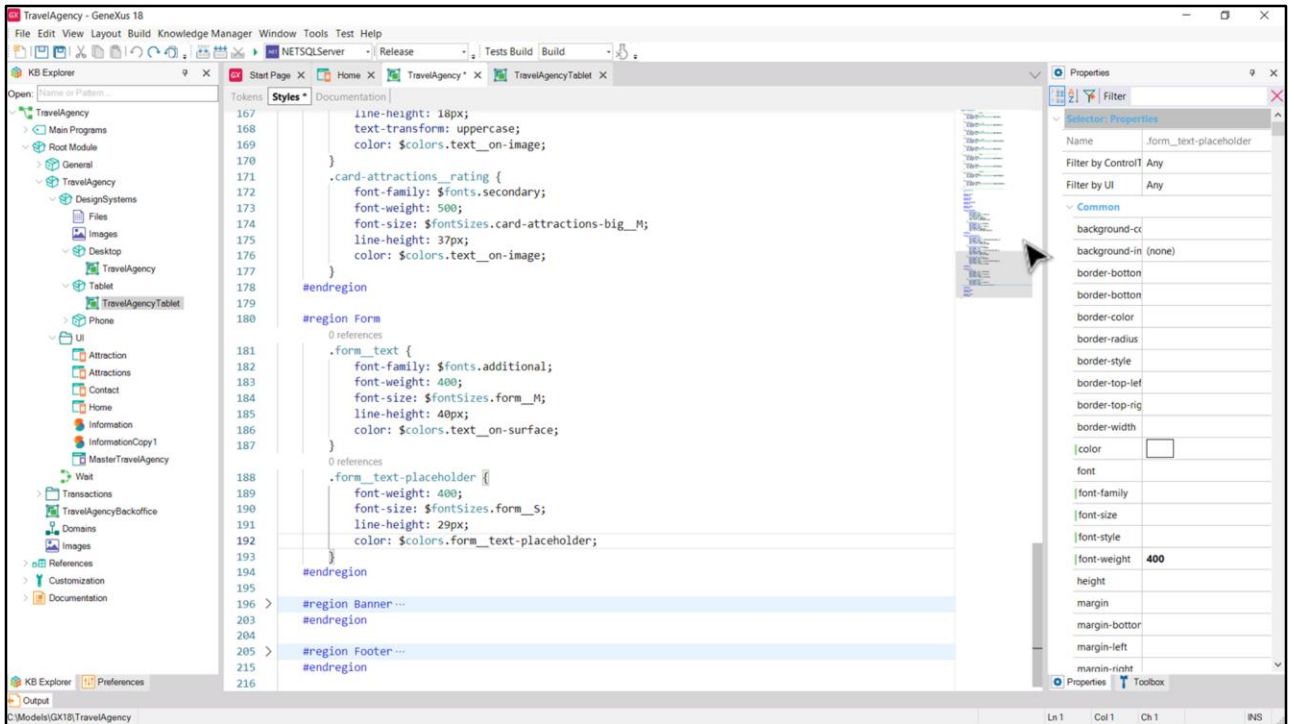 TravelAgency - GeneXus 18
File Edit View Layout Build Knowledge Manager Window Tools Test Help
NETSQLServer Release Tests Build Build
KB Explorer
Start Page Home TravelAgency * TravelAgencyTablet
Properties
Open: Name or Pattern...
Tokens Styles * Documentation
Filter
TravelAgency
Main Programs
Root Module
General
TravelAgency
DesignSystems
Files
Images
Desktop
TravelAgency
Tablet
TravelAgencyTablet
Phone
UI
Attraction
Attractions
Contact
Home
Information
InformationCopy1
MasterTravelAgency
Wait
Transactions
TravelAgencyBackoffice
Domains
Images
References
Customization
Documentation
KB Explorer Preferences
167 line-height: 18px;
168 text-transform: uppercase;
169 color: $colors.text__on-image;
170 }
171 .card-attractions__rating {
172 font-family: $fonts.secondary;
173 font-weight: 500;
174 font-size: $fontSizes.card-attractions-big__M;
175 line-height: 37px;
176 color: $colors.text__on-image;
177 }
178 #endregion
179
180 #region Form
0 references
181 .form__text {
182 font-family: $fonts.additional;
183 font-weight: 400;
184 font-size: $fontSizes.form__M;
185 line-height: 40px;
186 color: $colors.text__on-surface;
187 }
0 references
188 .form__text-placeholder {
189 font-weight: 400;
190 font-size: $fontSizes.form__S;
191 line-height: 29px;
192 color: $colors.form__text-placeholder;
193 }
194 #endregion
195
196 #region Banner ...
203 #endregion
204
205 #region Footer ...
215 #endregion
216
Selector: Properties
Name .form__text-placeholder
Filter by ControlT Any
Filter by UI Any
Common
background-co
background-in (none)
border-bottom
border-bottom
border-color
border-radius
border-style
border-top-lef
border-top-rig
border-width
color
font
font-family
font-size
font-style
font-weight 400
height
margin
margin-bottor
margin-left
margin-right
Properties Toolbox
Output
C:\Models\GX18\TravelAgency
Ln 1 Col 1 Ch 1 INS